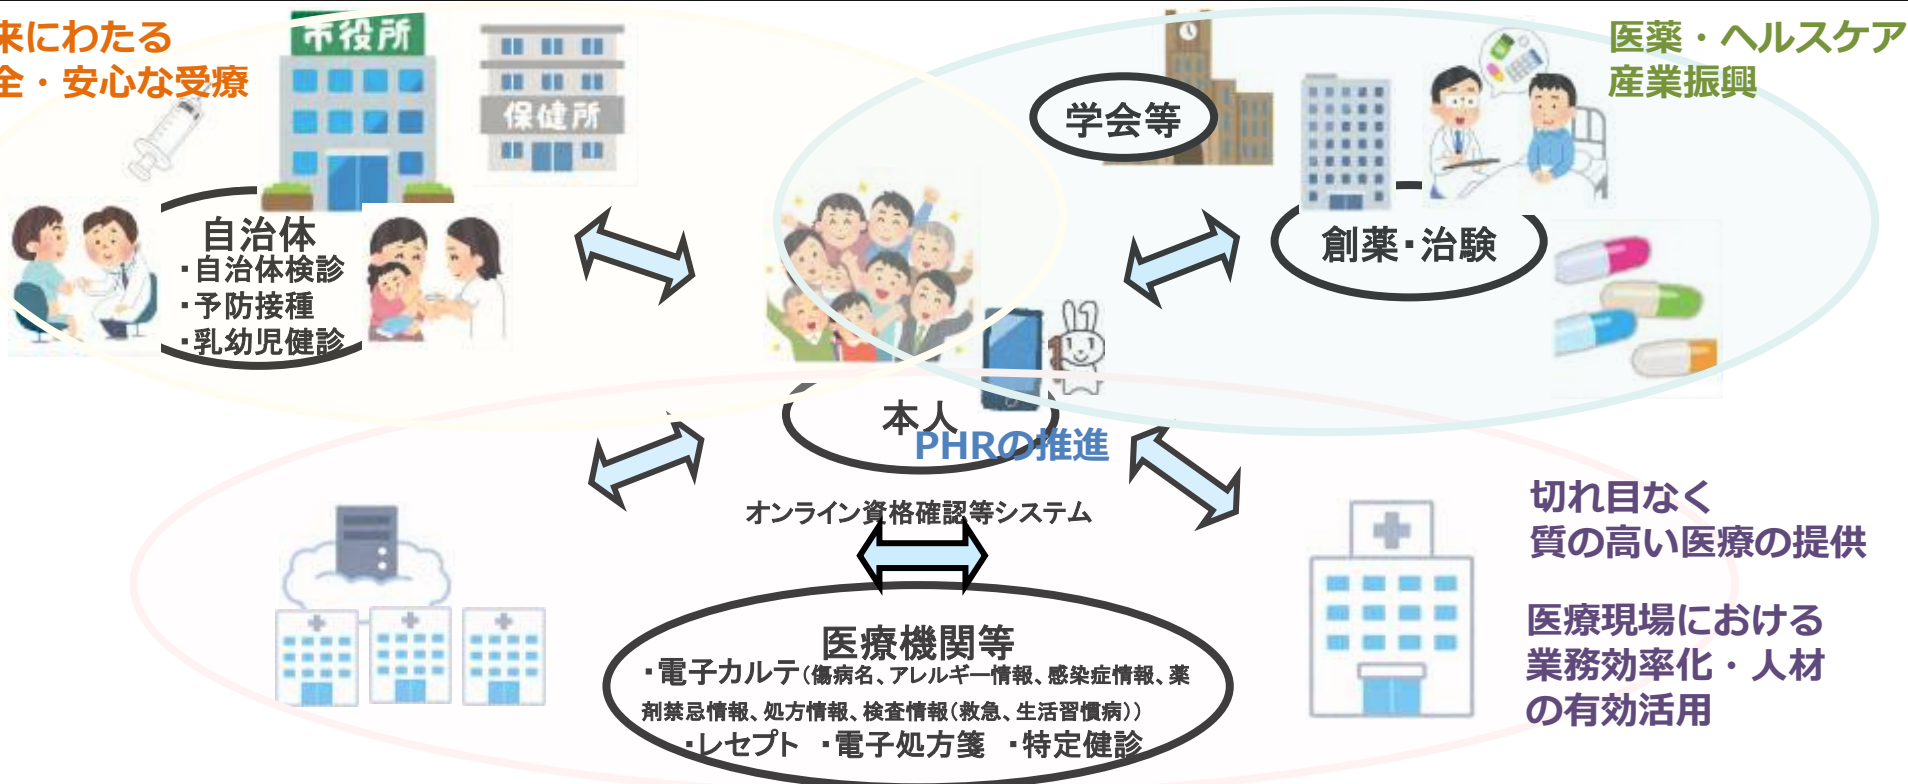 来にわたる
全・安心な受療
市役所
保健所
自治体
・自治体検診
・予防接種
・乳幼児健診
学会等
創薬・治験
医薬・ヘルスケア
産業振興
本人
PHRの推進
オンライン資格確認等システム
医療機関等
・電子カルテ(傷病名、アレルギー情報、感染症情報、薬
剤禁忌情報、処方情報、検査情報(救急、生活習慣病))
・レセプト ・電子処方箋 ・特定健診
切れ目なく
質の高い医療の提供
医療現場における
業務効率化・人材
の有効活用